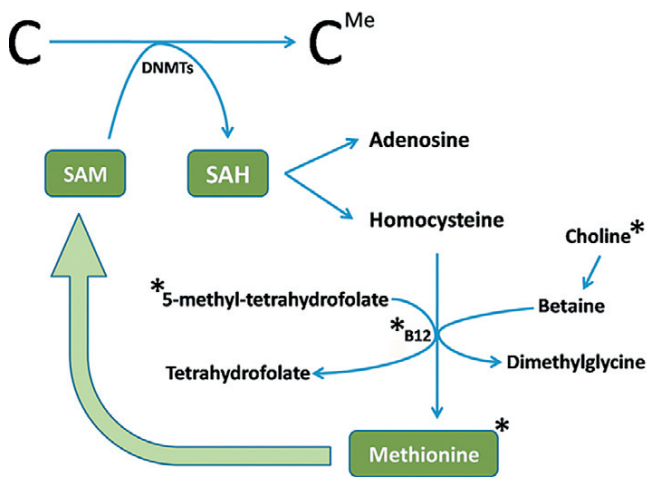 C
C^Me
DNMTs
SAM
SAH
Adenosine
Homocysteine
Choline*
*5-methyl-tetrahydrofolate
Betaine
*B12
Tetrahydrofolate
Dimethylglycine
Methionine*